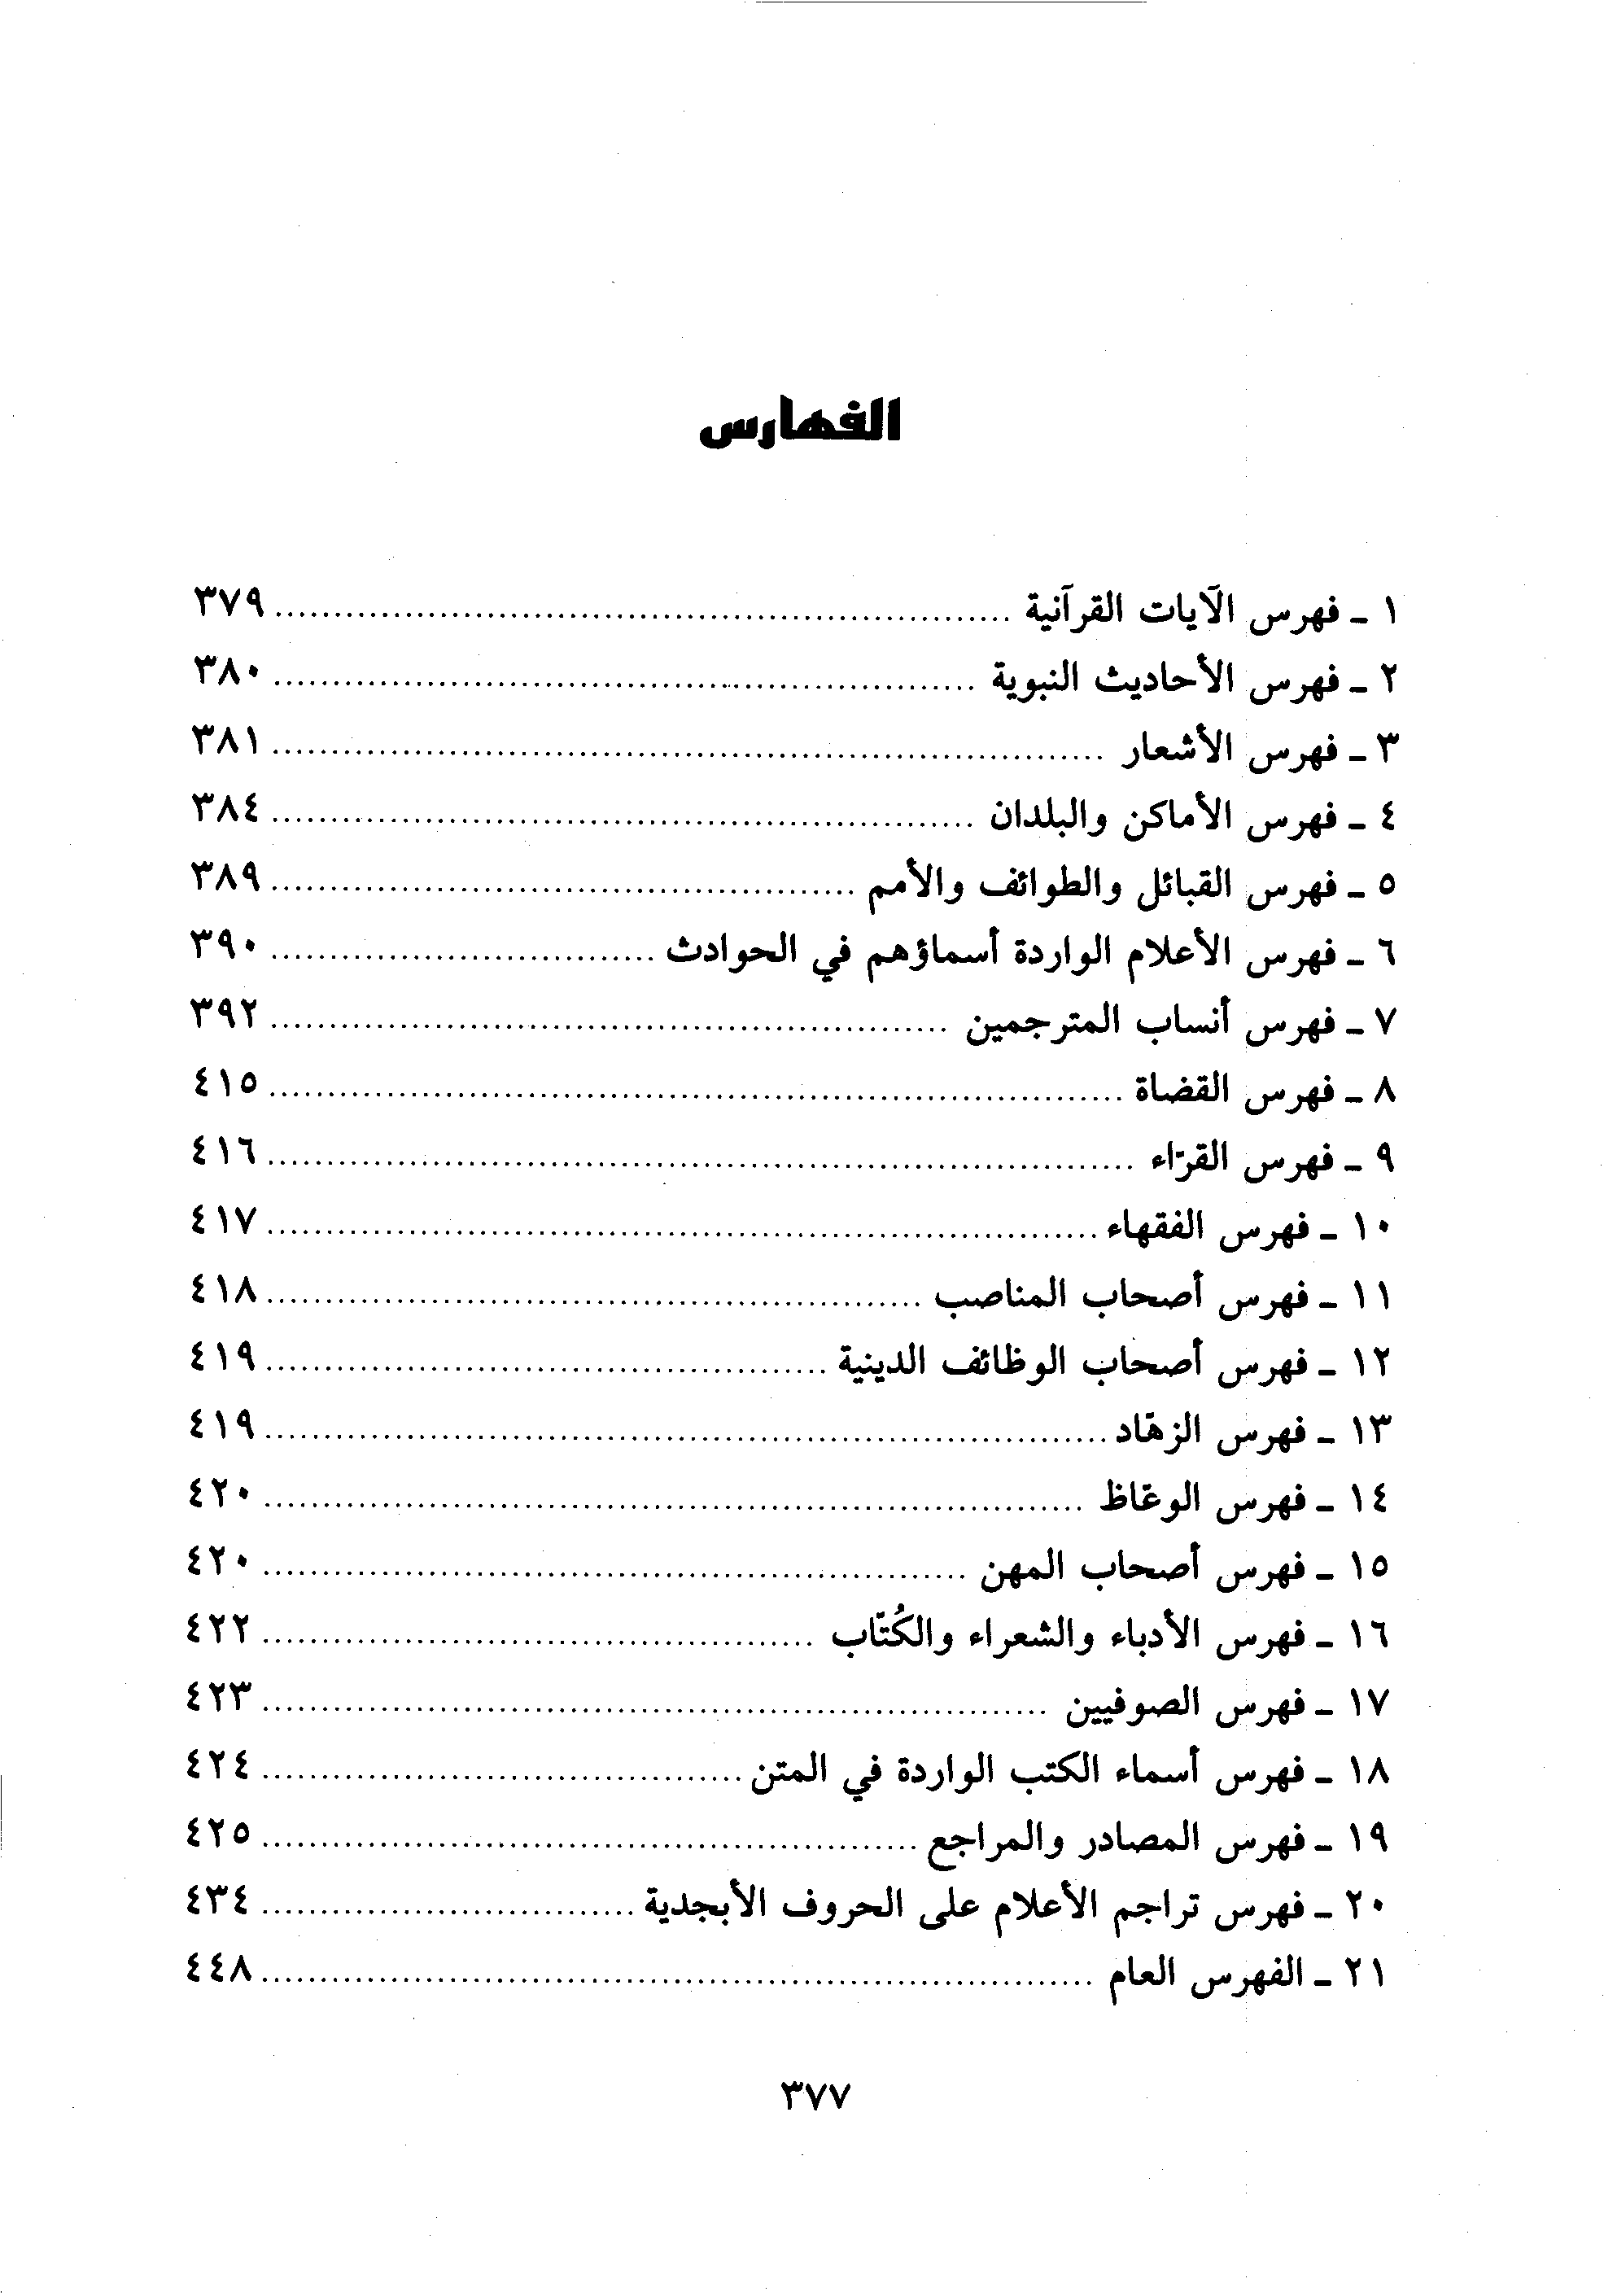 الفهارس
١ ـ فهرس الآيات القرآنية ........ ٣٧٩
٢ ـ فهرس الأحاديث النبوية ........ ٣٨٠
٣ ـ فهرس الأشعار ........ ٣٨١
٤ ـ فهرس الأماكن والبلدان ........ ٣٨٤
٥ ـ فهرس القبائل والطوائف والأمم ........ ٣٨٩
٦ ـ فهرس الأعلام الواردة أسماؤهم في الحوادث ........ ٣٩٠
٧ ـ فهرس أنساب المترجمين ........ ٣٩٢
٨ ـ فهرس القضاة ........ ٤١٥
٩ ـ فهرس القرّاء ........ ٤١٦
١٠ ـ فهرس الفقهاء ........ ٤١٧
١١ ـ فهرس أصحاب المناصب ........ ٤١٨
١٢ ـ فهرس أصحاب الوظائف الدينية ........ ٤١٩
١٣ ـ فهرس الزهّاد ........ ٤١٩
١٤ ـ فهرس الوعّاظ ........ ٤٢٠
١٥ ـ فهرس أصحاب المهن ........ ٤٢٠
١٦ ـ فهرس الأدباء والشعراء والكُتّاب ........ ٤٢٢
١٧ ـ فهرس الصوفيين ........ ٤٢٣
١٨ ـ فهرس أسماء الكتب الواردة في المتن ........ ٤٢٤
١٩ ـ فهرس المصادر والمراجع ........ ٤٢٥
٢٠ ـ فهرس تراجم الأعلام على الحروف الأبجدية ........ ٤٣٤
٢١ ـ الفهرس العام ........ ٤٤٨
٣٧٧